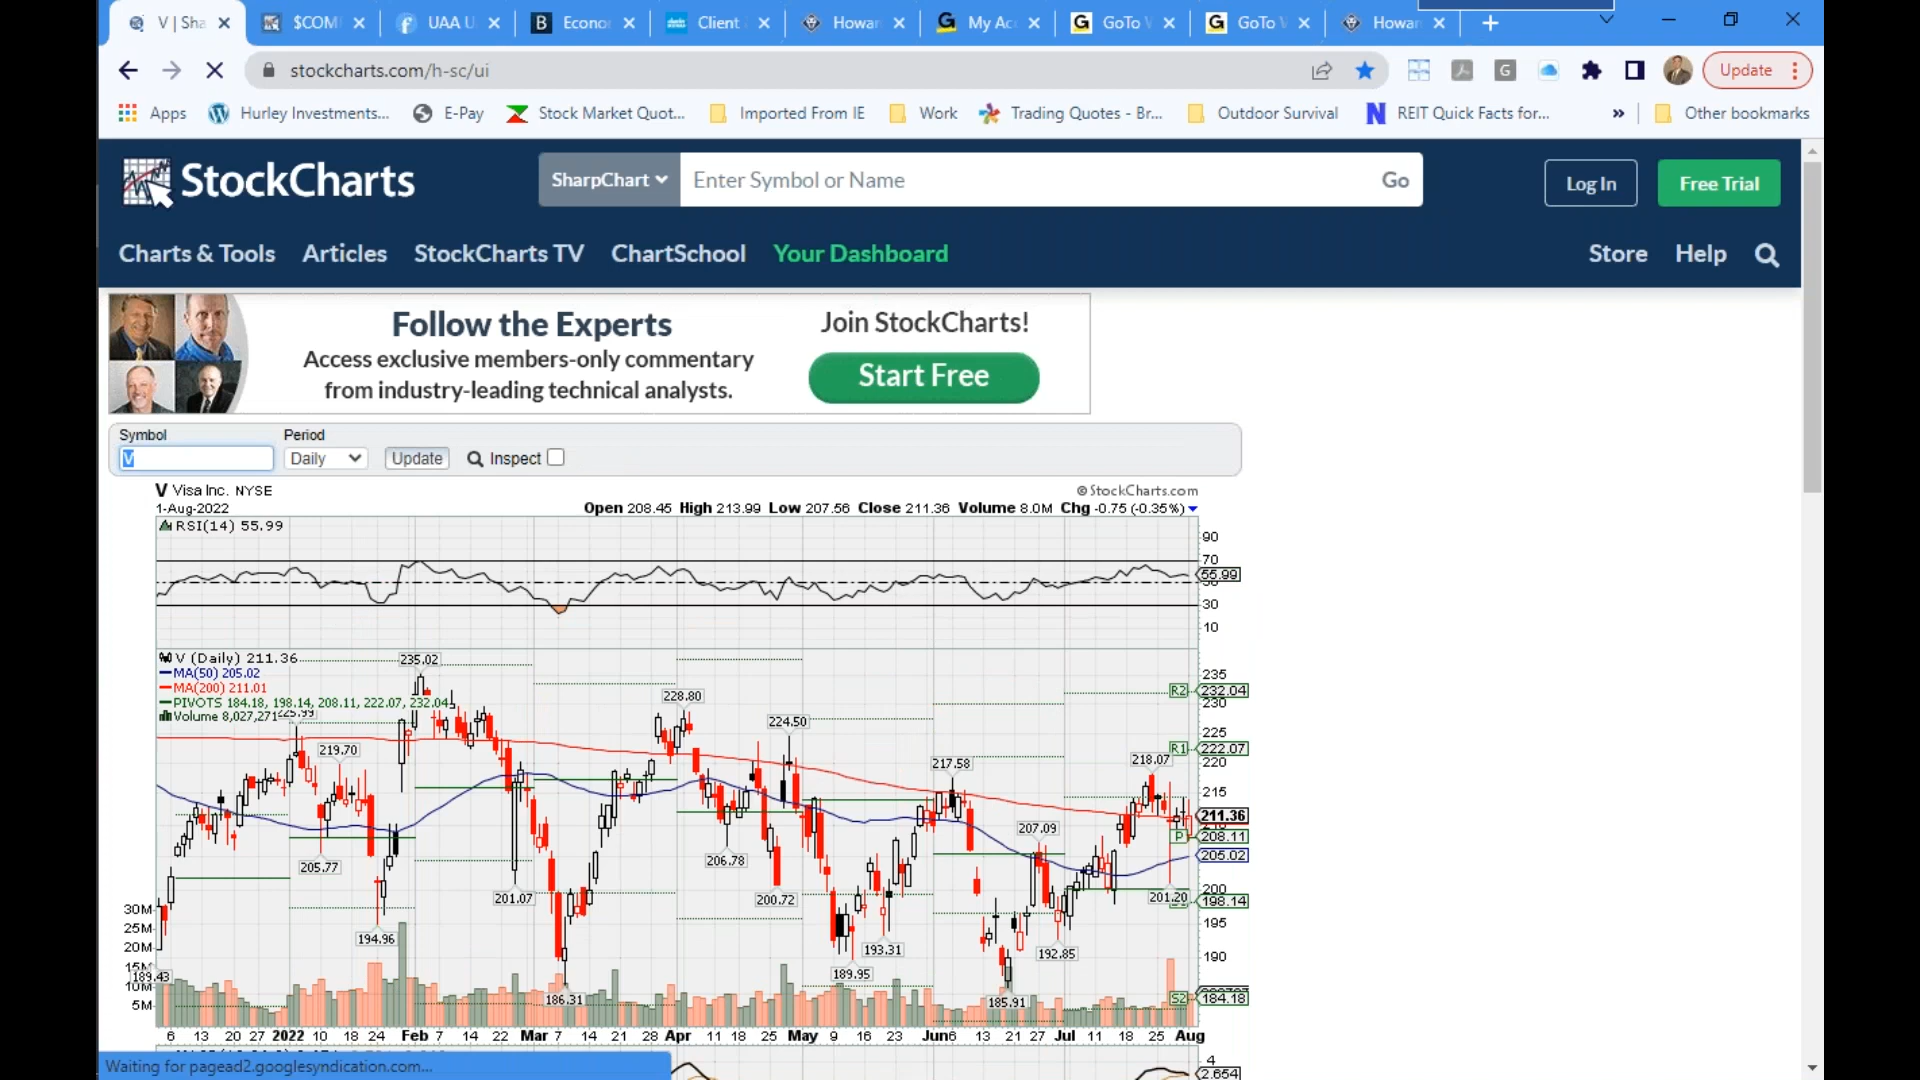 V | Sha
$COM
UAA U
Econo
Client
Howar
My Acc
GoTo V
GoTo V
Howar
stockcharts.com/h-sc/ui
Update
Apps
Hurley Investments...
E-Pay
Stock Market Quot...
Imported From IE
Work
Trading Quotes - Br...
Outdoor Survival
REIT Quick Facts for...
»
Other bookmarks
StockCharts
SharpChart
Enter Symbol or Name
Go
Log In
Free Trial
Charts & Tools
Articles
StockCharts TV
ChartSchool
Your Dashboard
Store
Help
Follow the Experts
Access exclusive members-only commentary
from industry-leading technical analysts.
Join StockCharts!
Start Free
Symbol
Period
V
Daily
Update
Inspect
V Visa Inc. NYSE
© StockCharts.com
1-Aug-2022
Open 208.45 High 213.99 Low 207.56 Close 211.36 Volume 8.0M Chg -0.75 (-0.35%)
RSI(14) 55.99
90
70
55.99
30
10
V (Daily) 211.36
MA(50) 205.02
MA(200) 211.01
PIVOTS 184.18, 198.14, 208.11, 222.07, 232.04
Volume 8,027,271
225.99
235.02
219.70
205.77
194.96
189.43
201.07
186.31
228.80
206.78
224.50
200.72
189.95
193.31
217.58
185.91
207.09
192.85
218.07
201.20
235
R2 232.04
230
225
R1 222.07
220
215
211.36
P 208.11
205.02
200
198.14
195
190
S2 184.18
30M
25M
20M
15M
10M
5M
6 13 20 27 2022 10 18 24 Feb 7 14 22 Mar 7 14 21 28 Apr 11 18 25 May 9 16 23 Jun 6 13 21 27 Jul 11 18 25 Aug
4
2.654
Waiting for pagead2.googlesyndication.com...